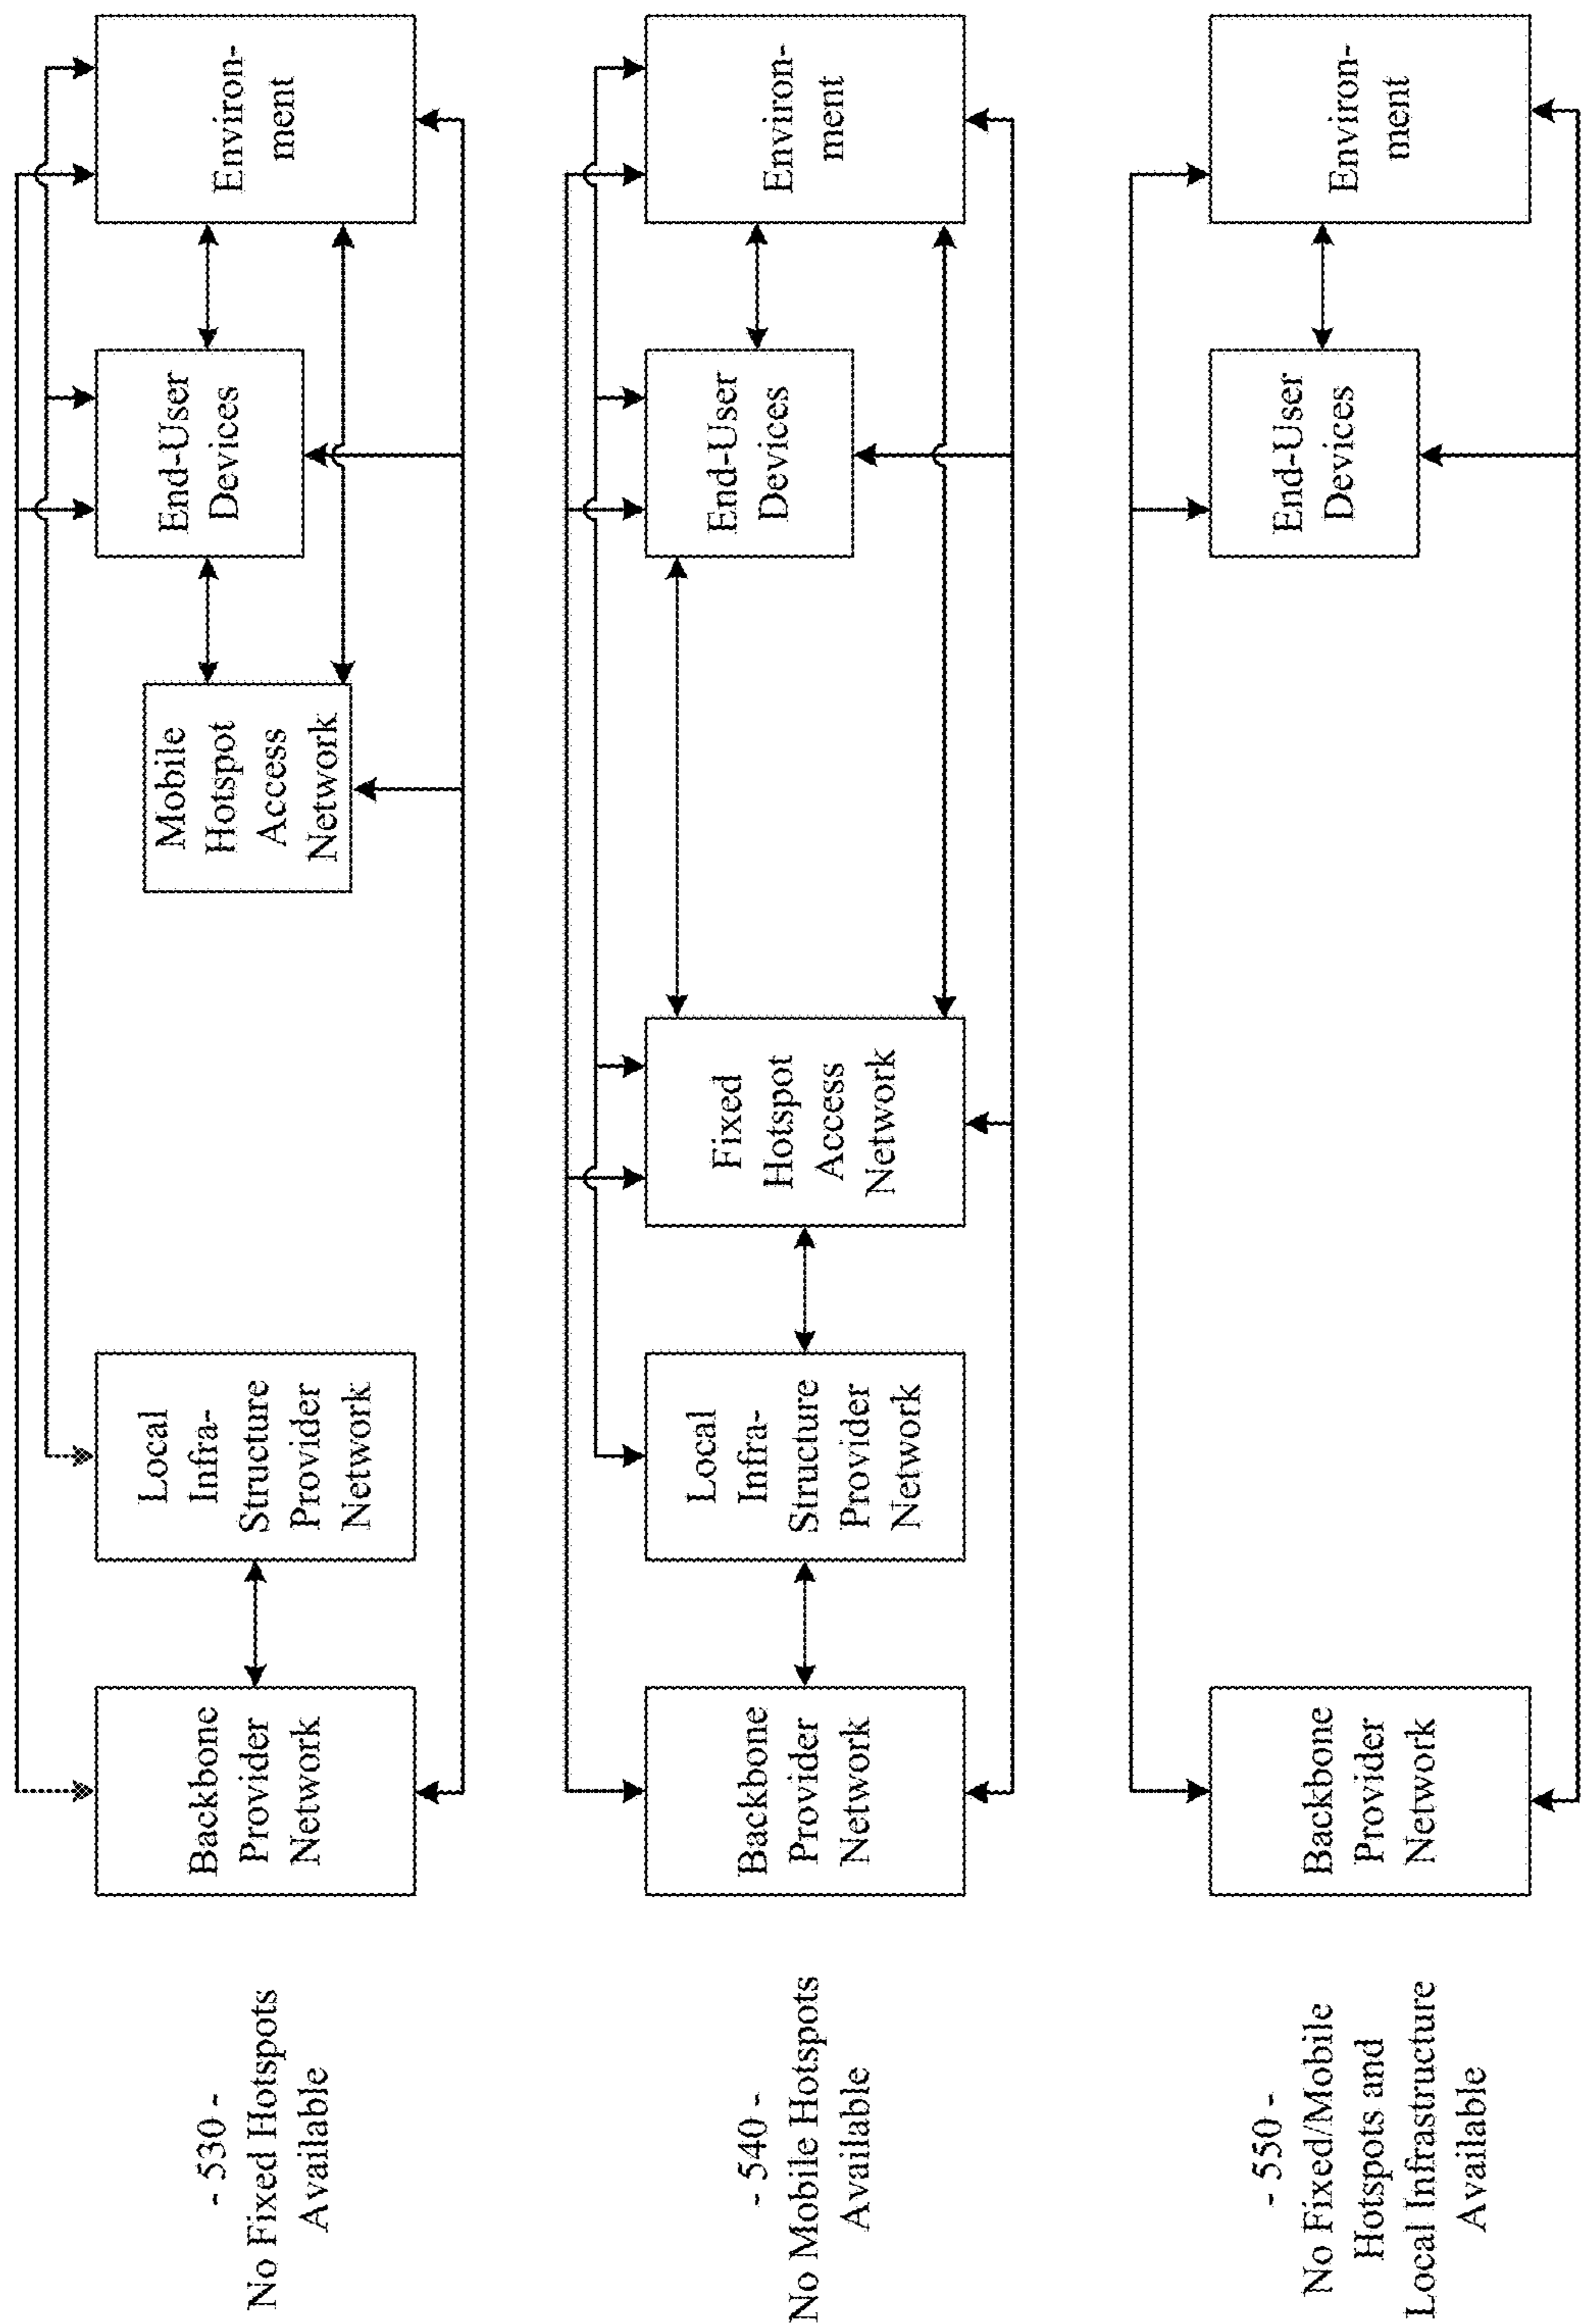 - 530 -
No Fixed Hotspots
Available
Backbone
Provider
Network
Local
Infra-
Structure
Provider
Network
Mobile
Hotspot
Access
Network
End-User
Devices
Environ-
ment
- 540 -
No Mobile Hotspots
Available
Backbone
Provider
Network
Local
Infra-
Structure
Provider
Network
Fixed
Hotspot
Access
Network
End-User
Devices
Environ-
ment
- 550 -
No Fixed/Mobile
Hotspots and
Local Infrastructure
Available
Backbone
Provider
Network
End-User
Devices
Environ-
ment